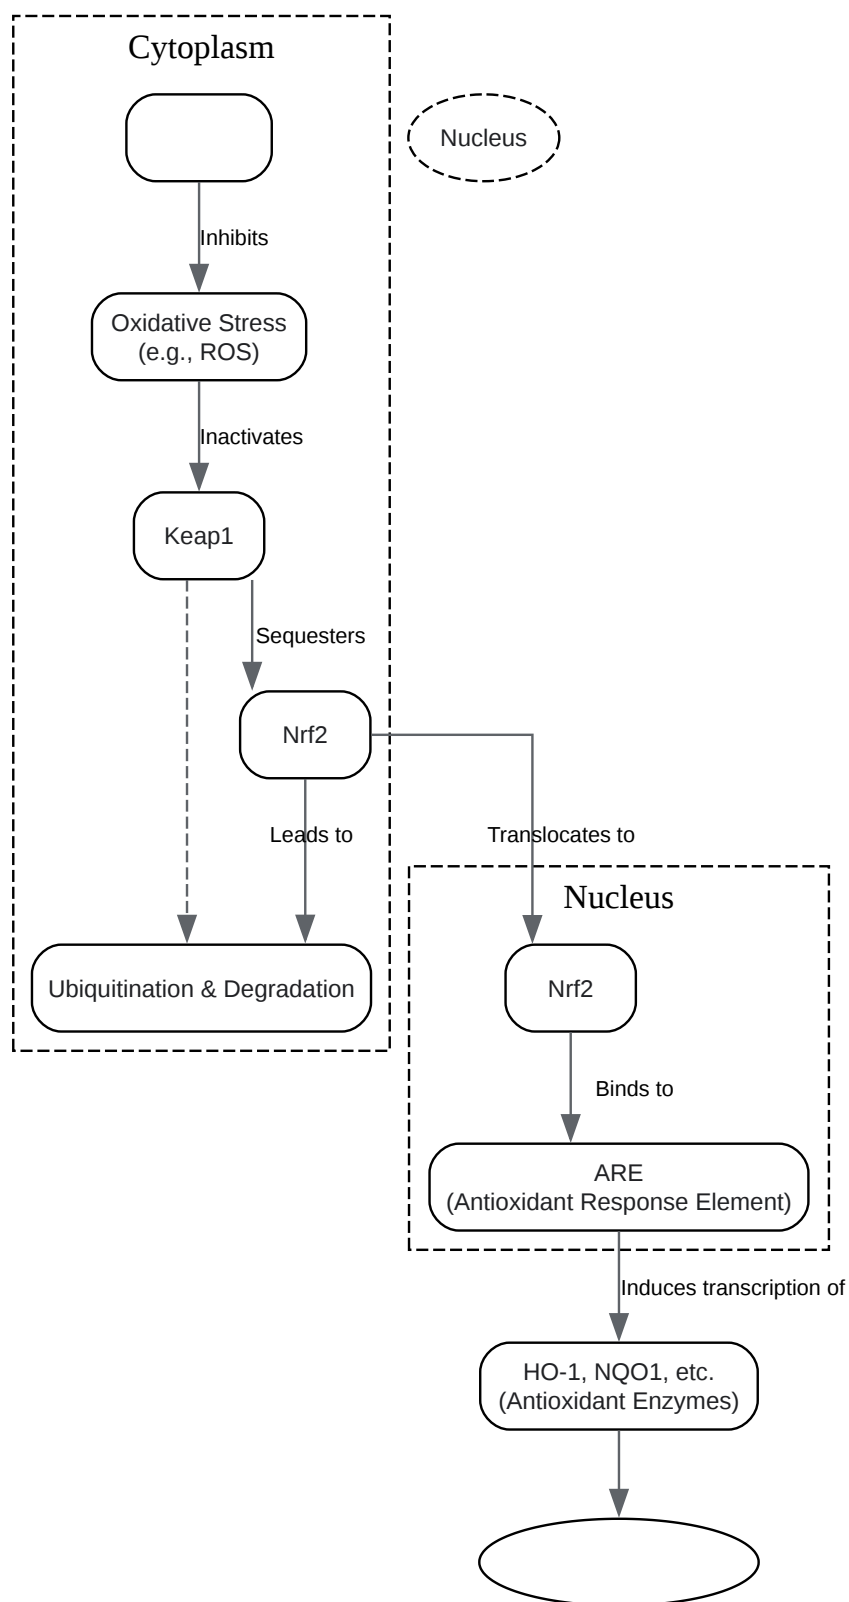 Cytoplasm
Nucleus
Inhibits
Oxidative Stress
(e.g., ROS)
Inactivates
Keap1
Sequesters
Nrf2
Leads to
Translocates to
Nucleus
Ubiquitination & Degradation
Nrf2
Binds to
ARE
(Antioxidant Response Element)
Induces transcription of
HO-1, NQO1, etc.
(Antioxidant Enzymes)